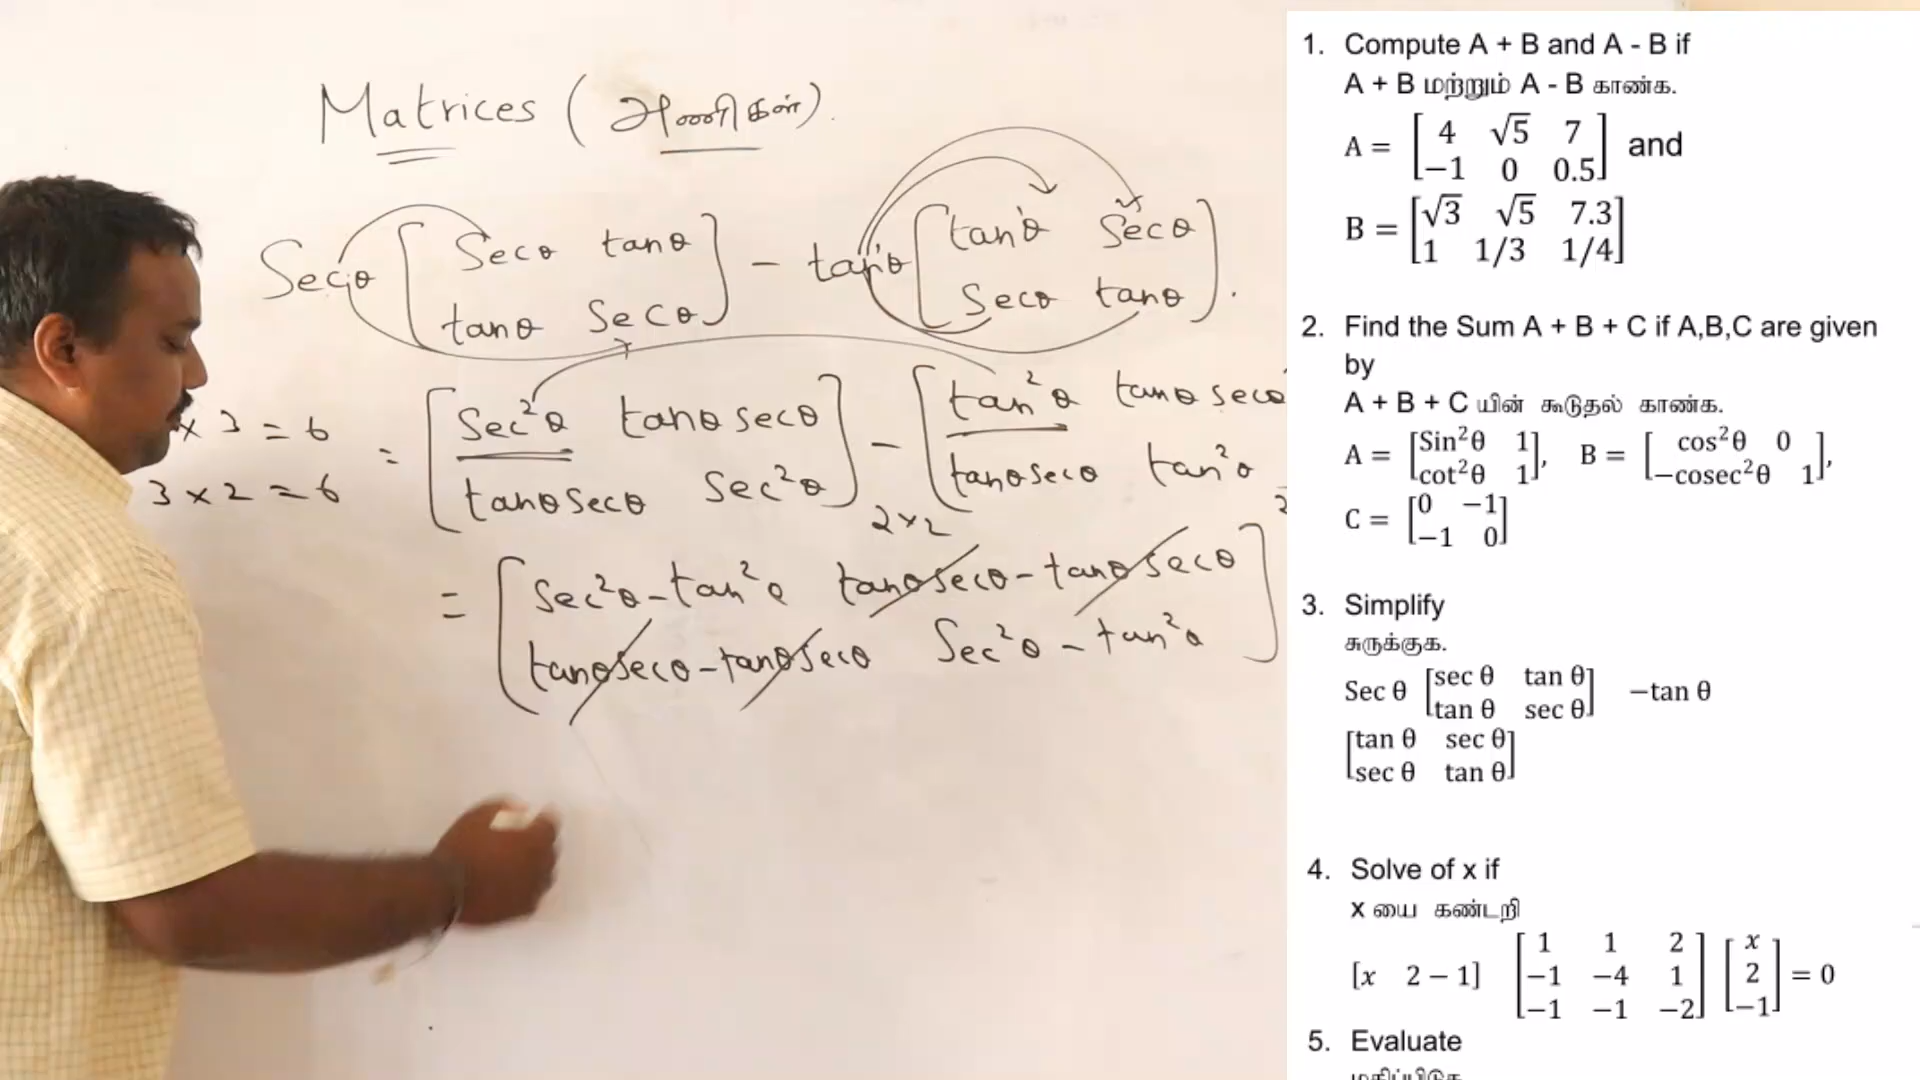 Matrices (அணிகள்).
Secθ [ Secθ tanθ ] - tanθ [ tanθ Secθ ]
[ tanθ Secθ ] [ Secθ tanθ ] .
x 3 = 6
3 x 2 = 6
= [ Sec²θ tanθ secθ ] - [ tan²θ tanθ secθ
[ tanθ secθ Sec²θ ] 2×2 [ tanθ secθ tan²θ
= [ Sec²θ - tan²θ tanθ secθ - tanθ secθ ]
[ tanθ secθ - tanθ secθ Sec²θ - tan²θ ]
1. Compute A + B and A - B if
A + B மற்றும் A - B காண்க.
A = [ 4 √5 7 ] and
[ −1 0 0.5 ]
B = [ √3 √5 7.3 ]
[ 1 1/3 1/4 ]
2. Find the Sum A + B + C if A,B,C are given
by
A + B + C யின் கூடுதல் காண்க.
A = [ Sin²θ 1 ], B = [ cos²θ 0 ],
[ cot²θ 1 ] [ −cosec²θ 1 ]
C = [ 0 −1 ]
[ −1 0 ]
3. Simplify
சுருக்குக.
Sec θ [ sec θ tan θ ] −tan θ
[ tan θ sec θ ]
[ tan θ sec θ ]
[ sec θ tan θ ]
4. Solve of x if
x யை கண்டறி
[x 2 − 1] [ 1 1 2 ] [ x ]
[ −1 −4 1 ] [ 2 ] = 0
[ −1 −1 −2 ] [ −1 ]
5. Evaluate